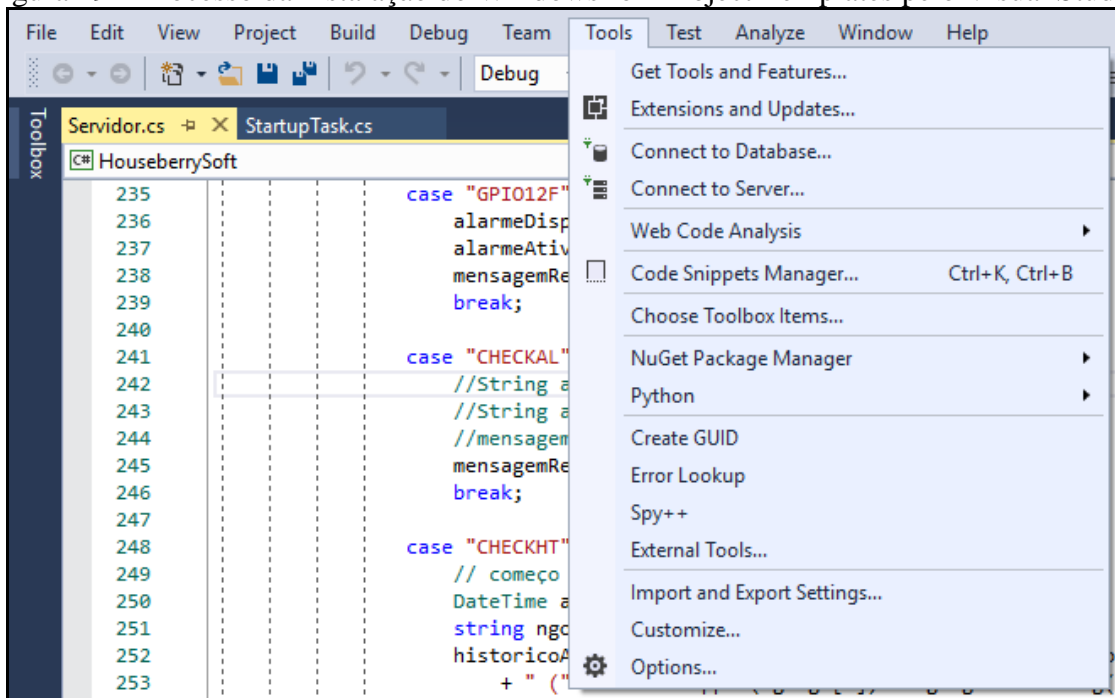 File Edit View Project Build Debug Team Tools Test Analyze Window Help
Debug
Toolbox
Servidor.cs StartupTask.cs
C# HouseberrySoft
235 case "GPIO12F"
236 alarmeDisp
237 alarmeAtiv
238 mensagemRe
239 break;
240
241 case "CHECKAL"
242 //String a
243 //String a
244 //mensagem
245 mensagemRe
246 break;
247
248 case "CHECKHT"
249 // começo
250 DateTime a
251 string ngo
252 historicoA
253 + " ("
Get Tools and Features...
Extensions and Updates...
Connect to Database...
Connect to Server...
Web Code Analysis
Code Snippets Manager... Ctrl+K, Ctrl+B
Choose Toolbox Items...
NuGet Package Manager
Python
Create GUID
Error Lookup
Spy++
External Tools...
Import and Export Settings...
Customize...
Options...